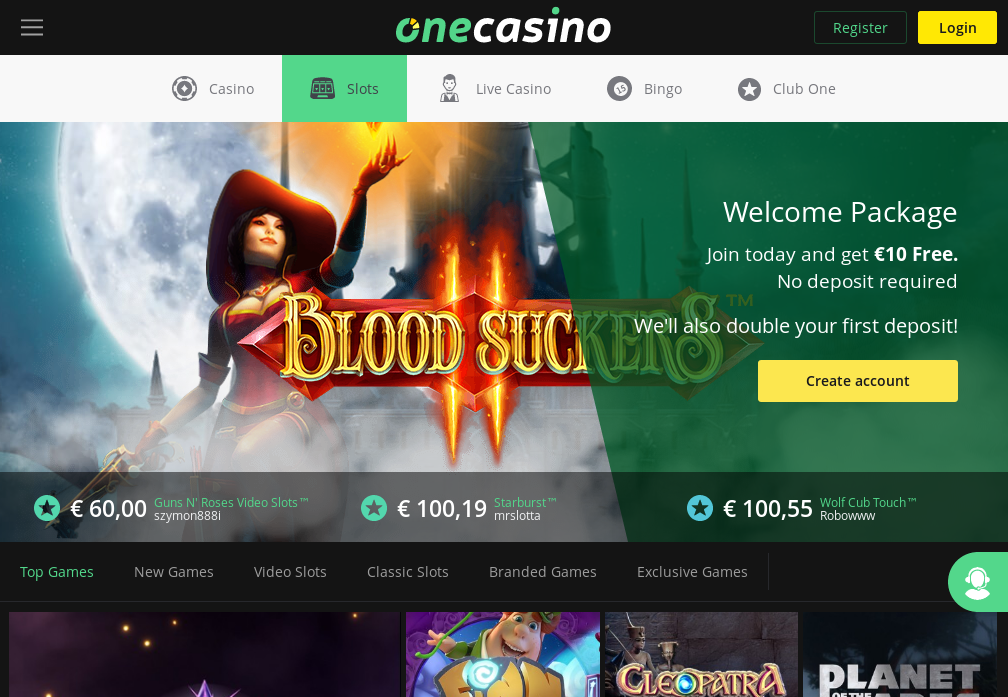 onecasino
Register
Login
Casino
Slots
Live Casino
15
Bingo
Club One
Welcome Package
Join today and get €10 Free.
No deposit required
BLOOD SUCKERS II ™
We'll also double your first deposit!
Create account
€ 60,00
Guns N' Roses Video Slots™
szymon888i
€ 100,19
Starburst™
mrslotta
€ 100,55
Wolf Cub Touch™
Robowww
Top Games
New Games
Video Slots
Classic Slots
Branded Games
Exclusive Games
CLEOPATRA
PLANET
OF THE